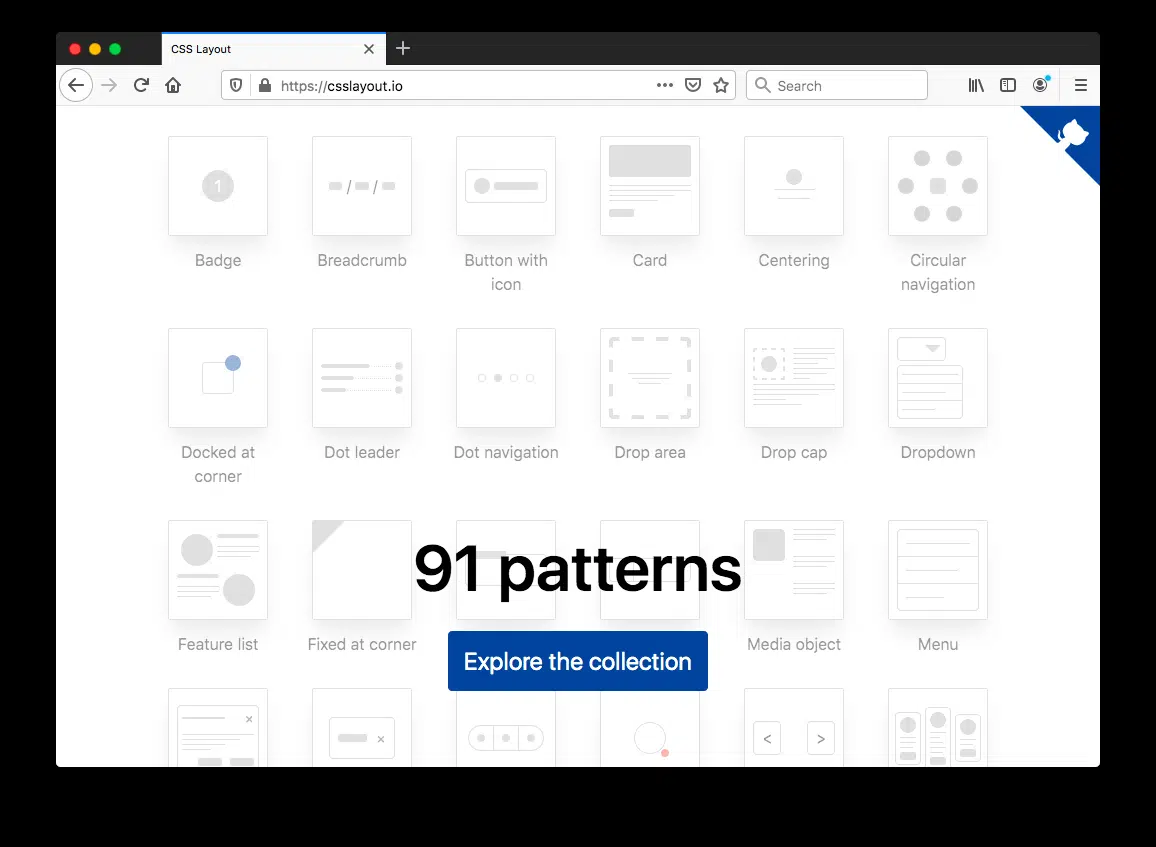 CSS Layout
https://csslayout.io
Search
1
Badge
/ /
Breadcrumb
Button with
icon
Card
Centering
Circular
navigation
Docked at
corner
Dot leader
Dot navigation
Drop area
Drop cap
Dropdown
91 patterns
Feature list
Fixed at corner
Media object
Menu
Explore the collection
×
×
< >